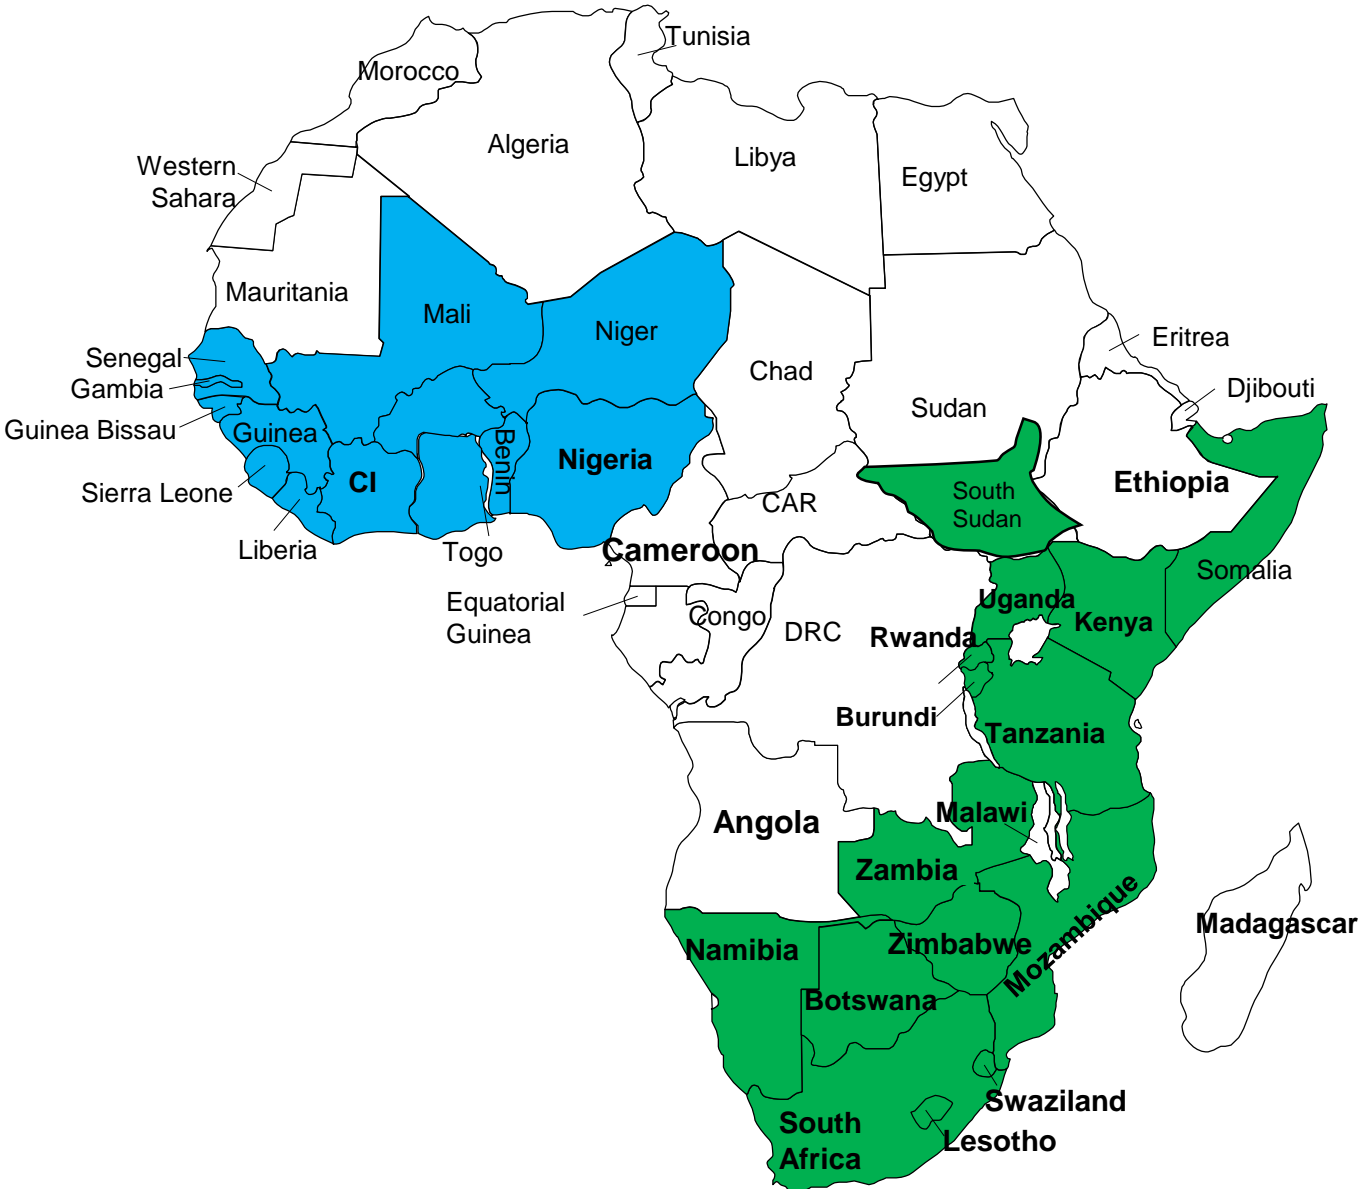 Tunisia
Morocco
Algeria
Libya
Egypt
Western
Sahara
Mauritania
Mali
Niger
Chad
Sudan
Eritrea
Djibouti
Senegal
Gambia
Guinea Bissau
Guinea
Sierra Leone
Liberia
CI
Togo
Benin
Nigeria
CAR
South
Sudan
Ethiopia
Somalia
Cameroon
Equatorial
Guinea
Congo
DRC
Uganda
Kenya
Rwanda
Burundi
Tanzania
Angola
Malawi
Zambia
Mozambique
Madagascar
Namibia
Zimbabwe
Botswana
Swaziland
Lesotho
South
Africa